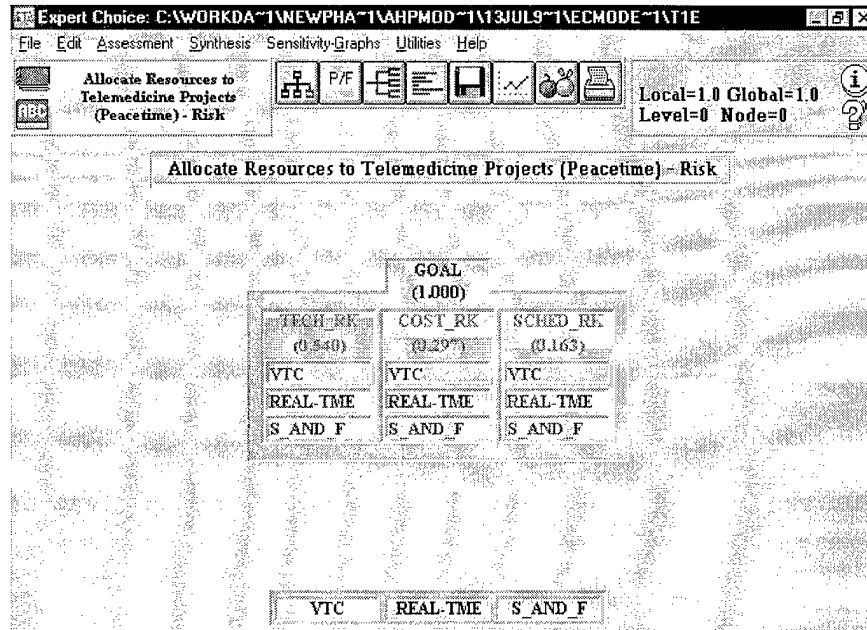 Expert Choice: C:\WORKDA~1\NEWPHA~1\AHPMOD~1\13JUL9~1\ECMODE~1\T1E
File Edit Assessment Synthesis Sensitivity-Graphs Utilities Help
Allocate Resources to
Telemedicine Projects
(Peacetime) - Risk
ABC
P/F
Local=1.0 Global=1.0
Level=0 Node=0
Allocate Resources to Telemedicine Projects (Peacetime) - Risk
GOAL
(1.000)
TECH_RK COST_RK SCHED_RK
(0.540) (0.297) (0.163)
VTC VTC VTC
REAL-TME REAL-TME REAL-TME
S_AND_F S_AND_F S_AND_F
VTC REAL-TME S_AND_F